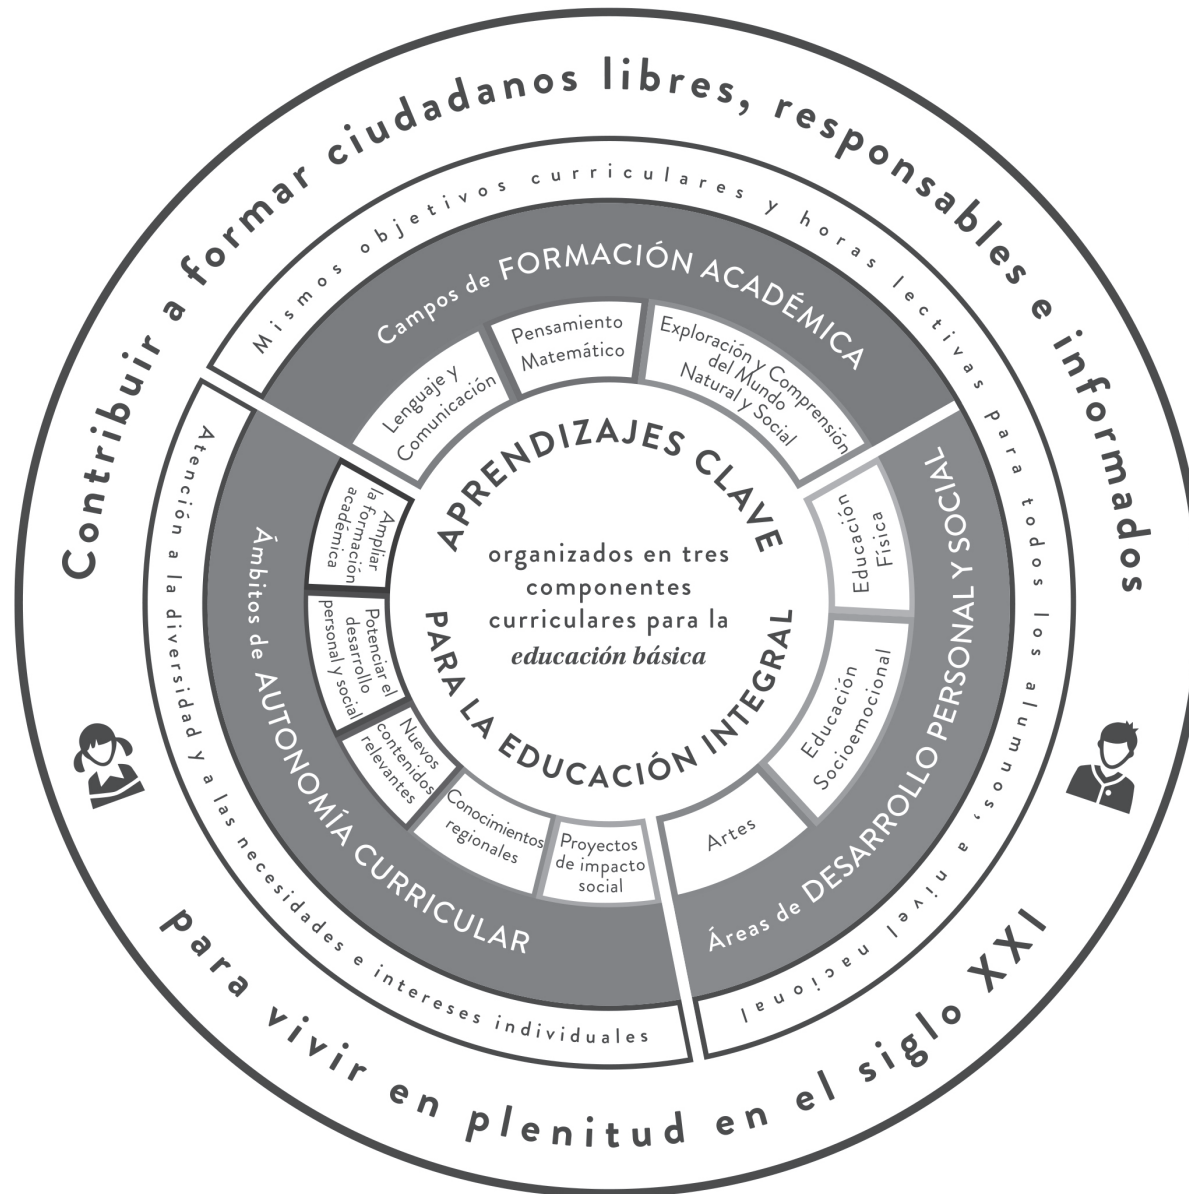 Contribuir a formar ciudadanos libres, responsables e informados
para vivir en plenitud en el siglo XXI
Mismos objetivos curriculares y horas lectivas para todos los alumnos, a nivel nacional
Atención a la diversidad y a las necesidades e intereses individuales
Campos de FORMACIÓN ACADÉMICA
Lenguaje y
Comunicación
Pensamiento
Matemático
Exploración y Comprensión
del Mundo
Natural y Social
Áreas de DESARROLLO PERSONAL Y SOCIAL
Educación
Física
Educación
Socioemocional
Artes
Ámbitos de AUTONOMÍA CURRICULAR
Ampliar
la formación
académica
Potenciar el
desarrollo
personal y social
Nuevos
contenidos
relevantes
Conocimientos
regionales
Proyectos
de impacto
social
APRENDIZAJES CLAVE
organizados en tres
componentes
curriculares para la
educación básica
PARA LA EDUCACIÓN INTEGRAL